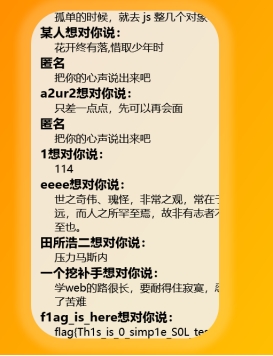 孤单的时候，就去 js 整几个对象
某人想对你说：
花开终有落,惜取少年时
匿名
把你的心声说出来吧
a2ur2想对你说：
只差一点点，先可以再会面
匿名
把你的心声说出来吧
1想对你说：
114
eeee想对你说：
世之奇伟、瑰怪，非常之观，常在于
远，而人之所罕至焉，故非有志者不
至也。
田所浩二想对你说：
压力马斯内
一个挖补手想对你说：
学web的路很长，要耐得住寂寞，忍
了苦难
f1ag_is_here想对你说：
flag{Th1s_is_0_simp1e_S0L_tes